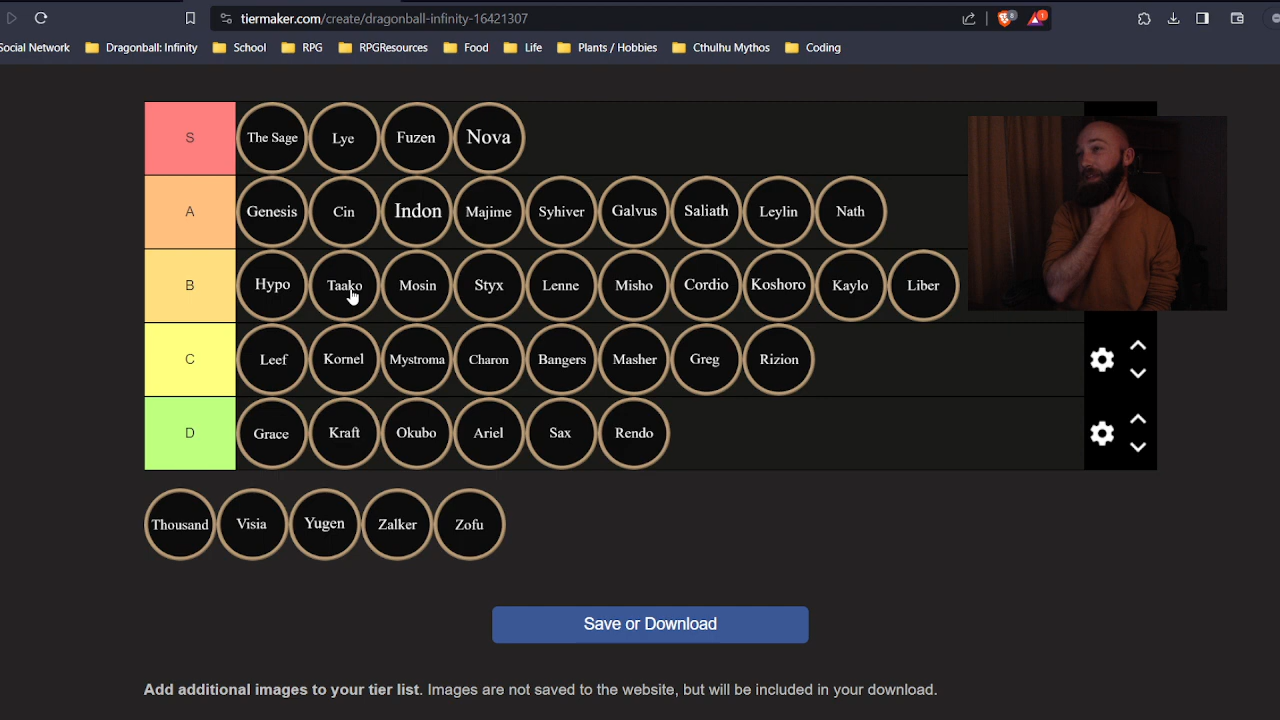 tiermaker.com/create/dragonball-infinity-16421307
8
1
Social Network Dragonball: Infinity School RPG RPGResources Food Life Plants / Hobbies Cthulhu Mythos Coding
S The Sage Lye Fuzen Nova
A Genesis Cin Indon Majime Syhiver Galvus Saliath Leylin Nath
B Hypo Taako Mosin Styx Lenne Misho Cordio Koshoro Kaylo Liber
C Leef Kornel Mystroma Charon Bangers Masher Greg Rizion
D Grace Kraft Okubo Ariel Sax Rendo
Thousand Visia Yugen Zalker Zofu
Save or Download
Add additional images to your tier list. Images are not saved to the website, but will be included in your download.